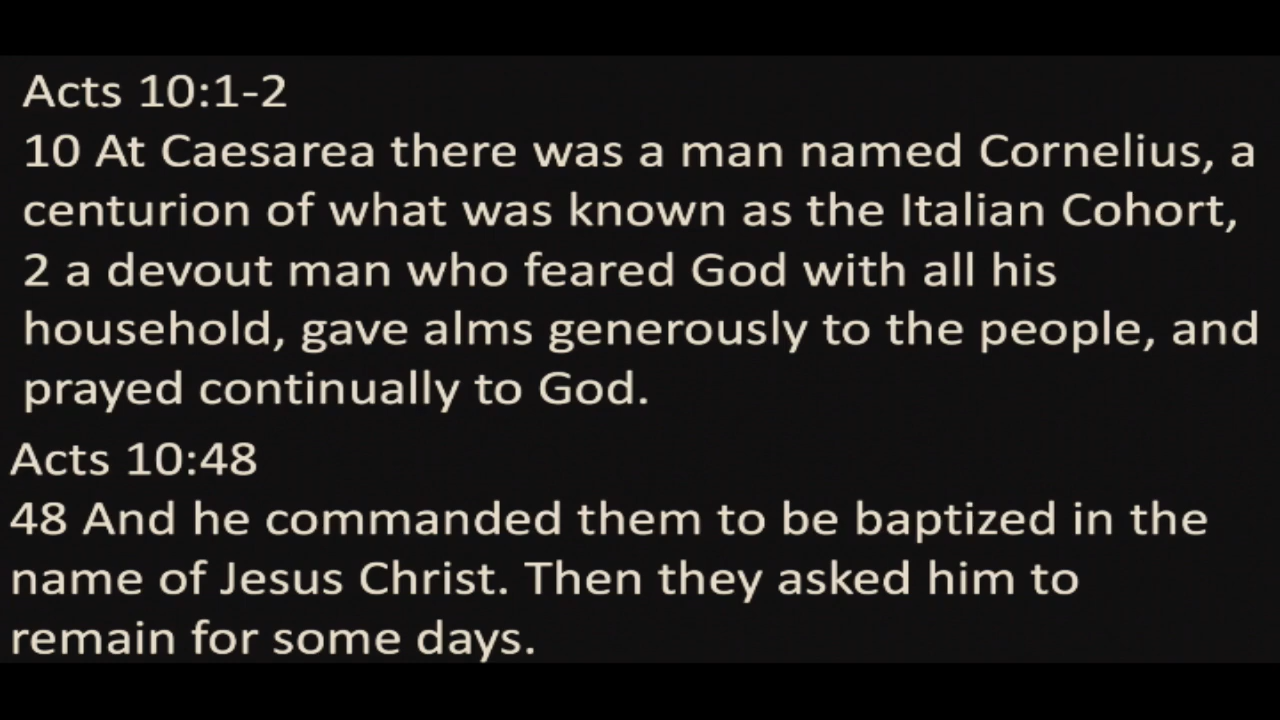 Acts 10:1-2
10 At Caesarea there was a man named Cornelius, a
centurion of what was known as the Italian Cohort,
2 a devout man who feared God with all his
household, gave alms generously to the people, and
prayed continually to God.
Acts 10:48
48 And he commanded them to be baptized in the
name of Jesus Christ. Then they asked him to
remain for some days.